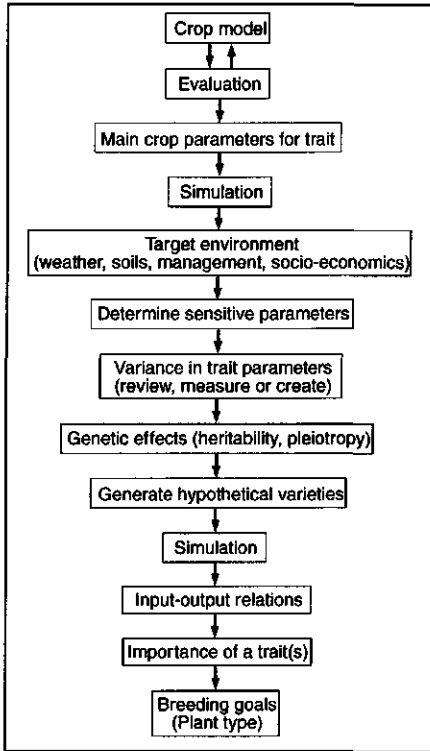 Crop model
Evaluation
Main crop parameters for trait
Simulation
Target environment
(weather, soils, management, socio-economics)
Determine sensitive parameters
Variance in trait parameters
(review, measure or create)
Genetic effects (heritability, pleiotropy)
Generate hypothetical varieties
Simulation
Input-output relations
Importance of a trait(s)
Breeding goals
(Plant type)